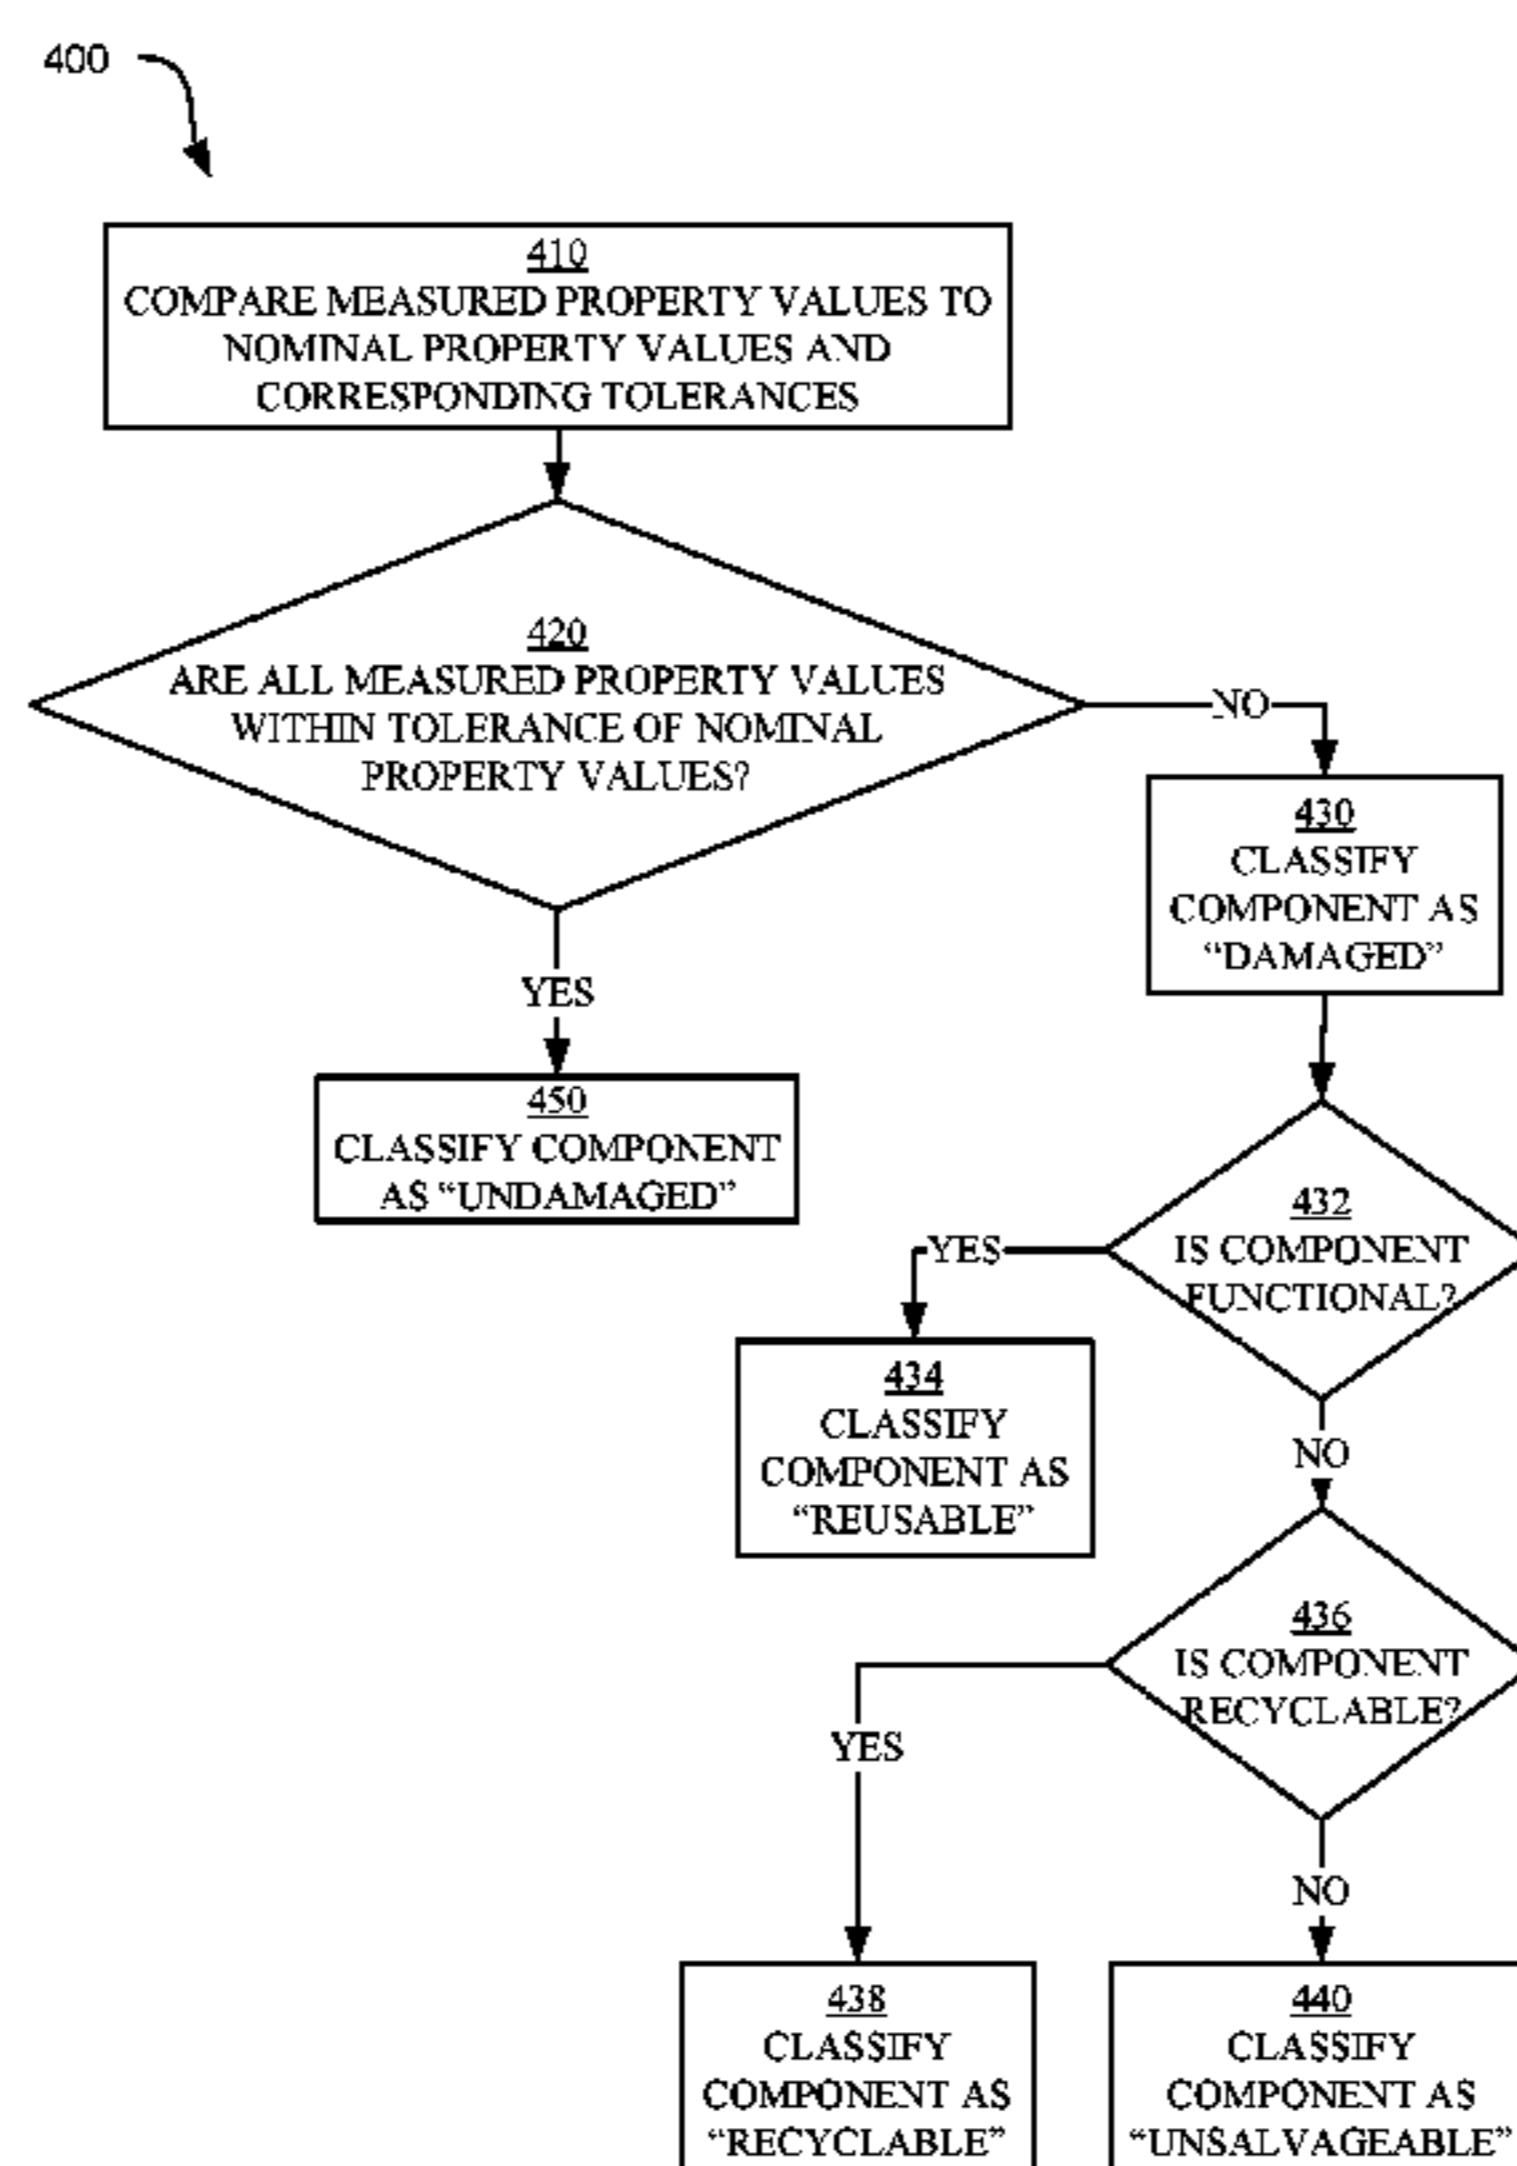 400
410
COMPARE MEASURED PROPERTY VALUES TO
NOMINAL PROPERTY VALUES AND
CORRESPONDING TOLERANCES
420
ARE ALL MEASURED PROPERTY VALUES
WITHIN TOLERANCE OF NOMINAL
PROPERTY VALUES?
NO
430
CLASSIFY
COMPONENT AS
“DAMAGED”
YES
450
CLASSIFY COMPONENT
AS “UNDAMAGED”
432
IS COMPONENT
FUNCTIONAL?
YES
434
CLASSIFY
COMPONENT AS
“REUSABLE”
NO
436
IS COMPONENT
RECYCLABLE?
YES
NO
438
CLASSIFY
COMPONENT AS
“RECYCLABLE”
440
CLASSIFY
COMPONENT AS
“UNSALVAGEABLE”